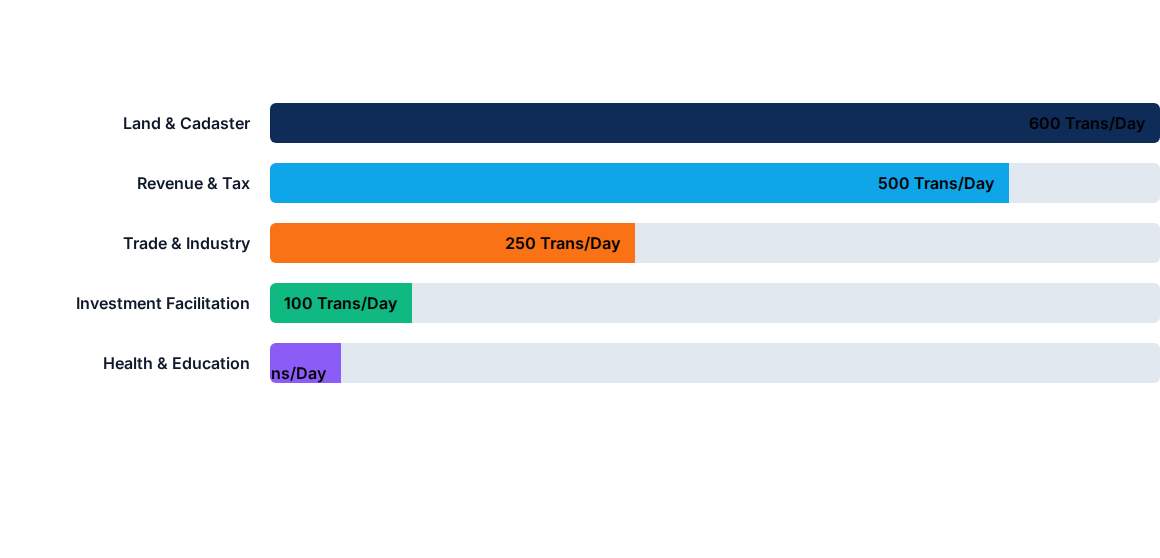 Land & Cadaster
600 Trans/Day
Revenue & Tax
500 Trans/Day
Trade & Industry
250 Trans/Day
Investment Facilitation
100 Trans/Day
Health & Education
ns/Day